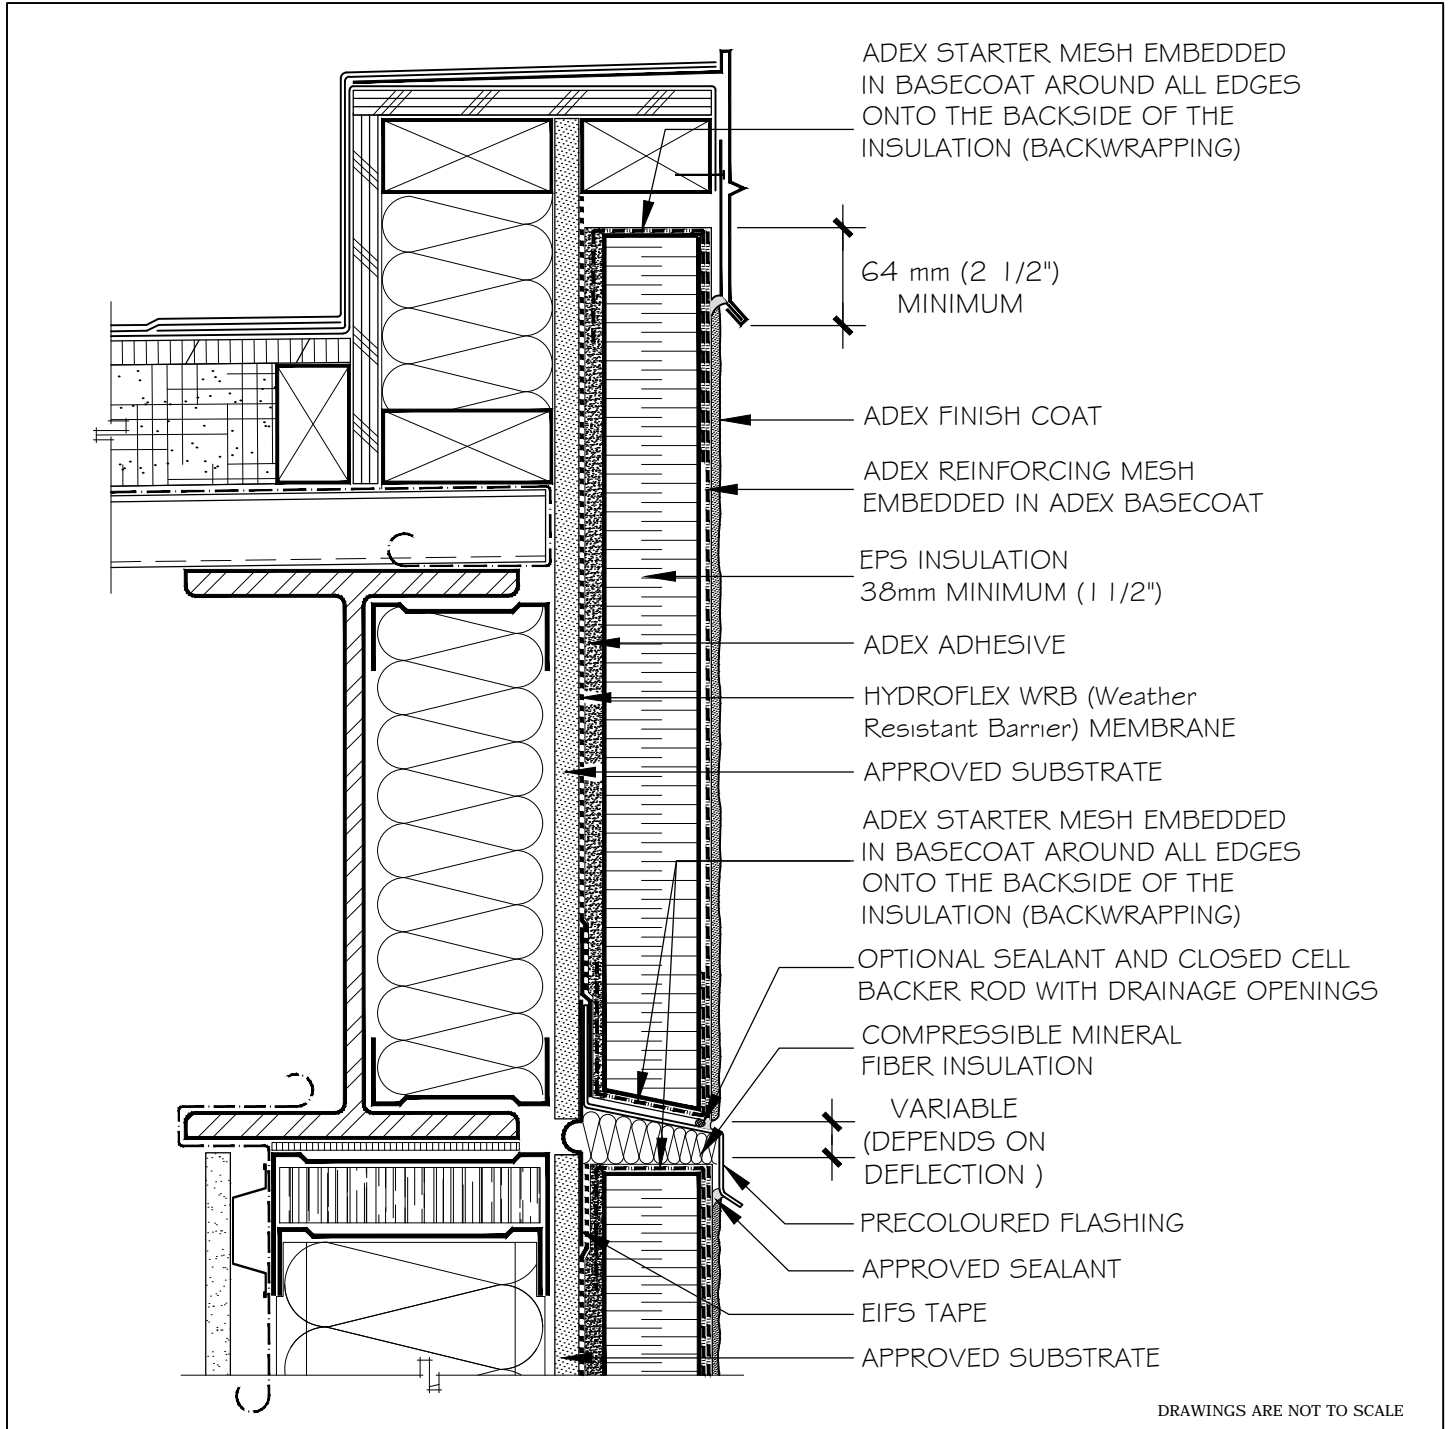 ADEX STARTER MESH EMBEDDED
IN BASECOAT AROUND ALL EDGES
ONTO THE BACKSIDE OF THE
INSULATION (BACKWRAPPING)
64 mm (2 1/2")
MINIMUM
ADEX FINISH COAT
ADEX REINFORCING MESH
EMBEDDED IN ADEX BASECOAT
EPS INSULATION
38mm MINIMUM (1 1/2")
ADEX ADHESIVE
HYDROFLEX WRB (Weather
Resistant Barrier) MEMBRANE
APPROVED SUBSTRATE
ADEX STARTER MESH EMBEDDED
IN BASECOAT AROUND ALL EDGES
ONTO THE BACKSIDE OF THE
INSULATION (BACKWRAPPING)
OPTIONAL SEALANT AND CLOSED CELL
BACKER ROD WITH DRAINAGE OPENINGS
COMPRESSIBLE MINERAL
FIBER INSULATION
VARIABLE
(DEPENDS ON
DEFLECTION )
PRECOLOURED FLASHING
APPROVED SEALANT
EIFS TAPE
APPROVED SUBSTRATE
DRAWINGS ARE NOT TO SCALE